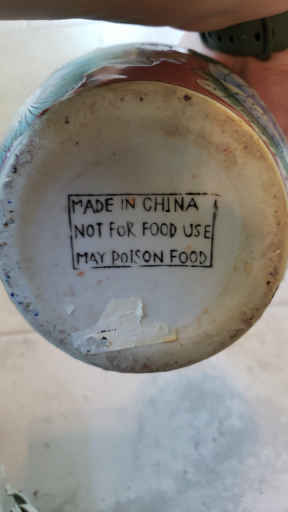 MADE IN CHINA
NOT FOR FOOD USE
MAY POISON FOOD